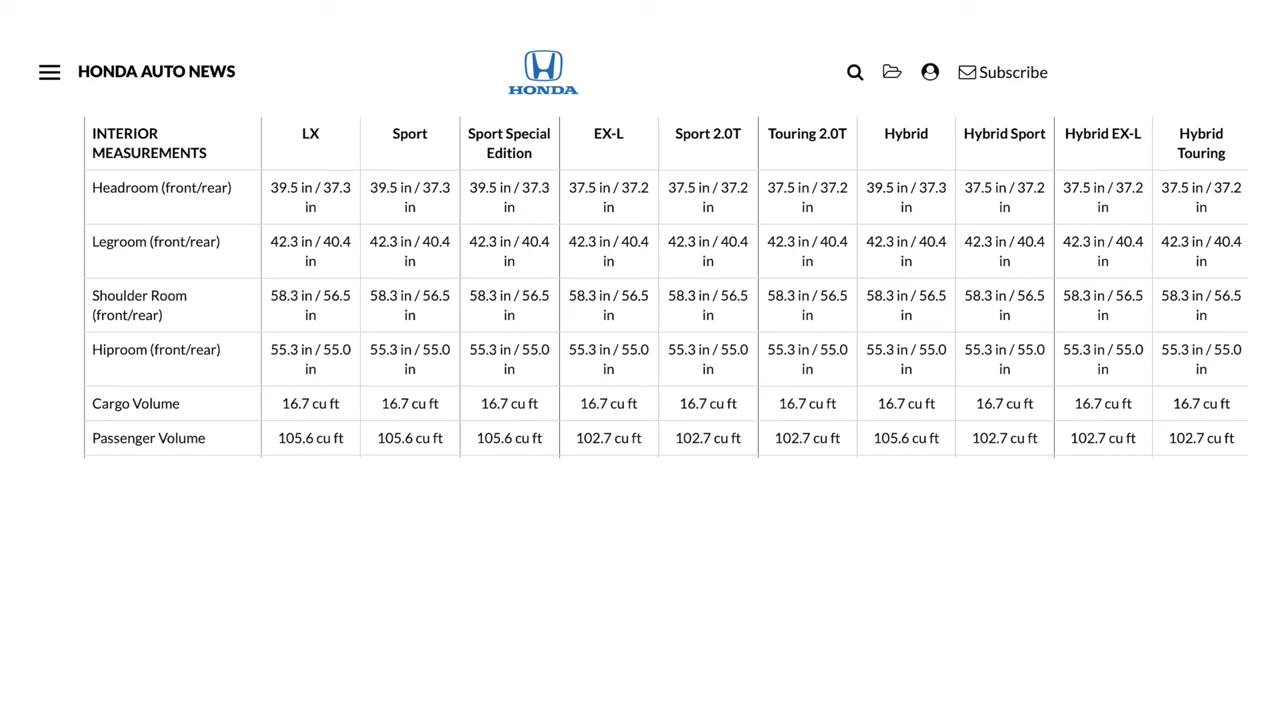 HONDA AUTO NEWS
HONDA
Subscribe
INTERIOR MEASUREMENTS LX Sport Sport Special Edition EX-L Sport 2.0T Touring 2.0T Hybrid Hybrid Sport Hybrid EX-L Hybrid Touring
Headroom (front/rear) 39.5 in / 37.3 in 39.5 in / 37.3 in 39.5 in / 37.3 in 37.5 in / 37.2 in 37.5 in / 37.2 in 37.5 in / 37.2 in 39.5 in / 37.3 in 37.5 in / 37.2 in 37.5 in / 37.2 in 37.5 in / 37.2 in
Legroom (front/rear) 42.3 in / 40.4 in 42.3 in / 40.4 in 42.3 in / 40.4 in 42.3 in / 40.4 in 42.3 in / 40.4 in 42.3 in / 40.4 in 42.3 in / 40.4 in 42.3 in / 40.4 in 42.3 in / 40.4 in 42.3 in / 40.4 in
Shoulder Room (front/rear) 58.3 in / 56.5 in 58.3 in / 56.5 in 58.3 in / 56.5 in 58.3 in / 56.5 in 58.3 in / 56.5 in 58.3 in / 56.5 in 58.3 in / 56.5 in 58.3 in / 56.5 in 58.3 in / 56.5 in 58.3 in / 56.5 in
Hiproom (front/rear) 55.3 in / 55.0 in 55.3 in / 55.0 in 55.3 in / 55.0 in 55.3 in / 55.0 in 55.3 in / 55.0 in 55.3 in / 55.0 in 55.3 in / 55.0 in 55.3 in / 55.0 in 55.3 in / 55.0 in 55.3 in / 55.0 in
Cargo Volume 16.7 cu ft 16.7 cu ft 16.7 cu ft 16.7 cu ft 16.7 cu ft 16.7 cu ft 16.7 cu ft 16.7 cu ft 16.7 cu ft 16.7 cu ft
Passenger Volume 105.6 cu ft 105.6 cu ft 105.6 cu ft 102.7 cu ft 102.7 cu ft 102.7 cu ft 105.6 cu ft 102.7 cu ft 102.7 cu ft 102.7 cu ft